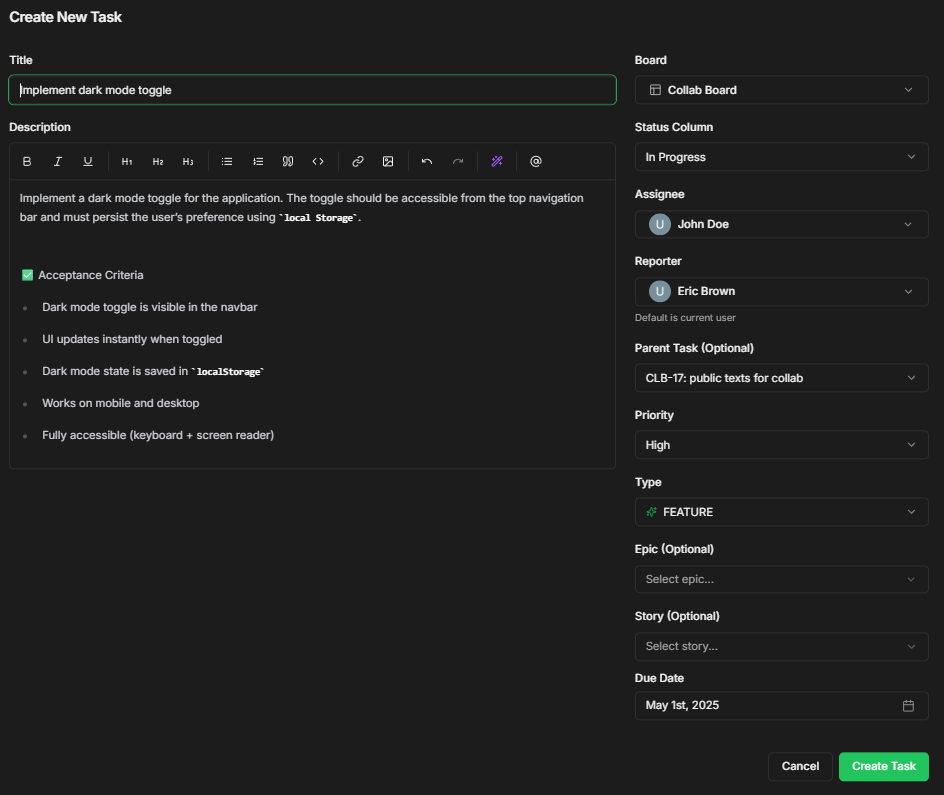 Create New Task
Title
Implement dark mode toggle
Description
B I U H1 H2 H3 @
Implement a dark mode toggle for the application. The toggle should be accessible from the top navigation
bar and must persist the user's preference using `local Storage`.
✅ Acceptance Criteria
• Dark mode toggle is visible in the navbar
• UI updates instantly when toggled
• Dark mode state is saved in `localStorage`
• Works on mobile and desktop
• Fully accessible (keyboard + screen reader)
Board
Collab Board
Status Column
In Progress
Assignee
U John Doe
Reporter
U Eric Brown
Default is current user
Parent Task (Optional)
CLB-17: public texts for collab
Priority
High
Type
FEATURE
Epic (Optional)
Select epic...
Story (Optional)
Select story...
Due Date
May 1st, 2025
Cancel
Create Task